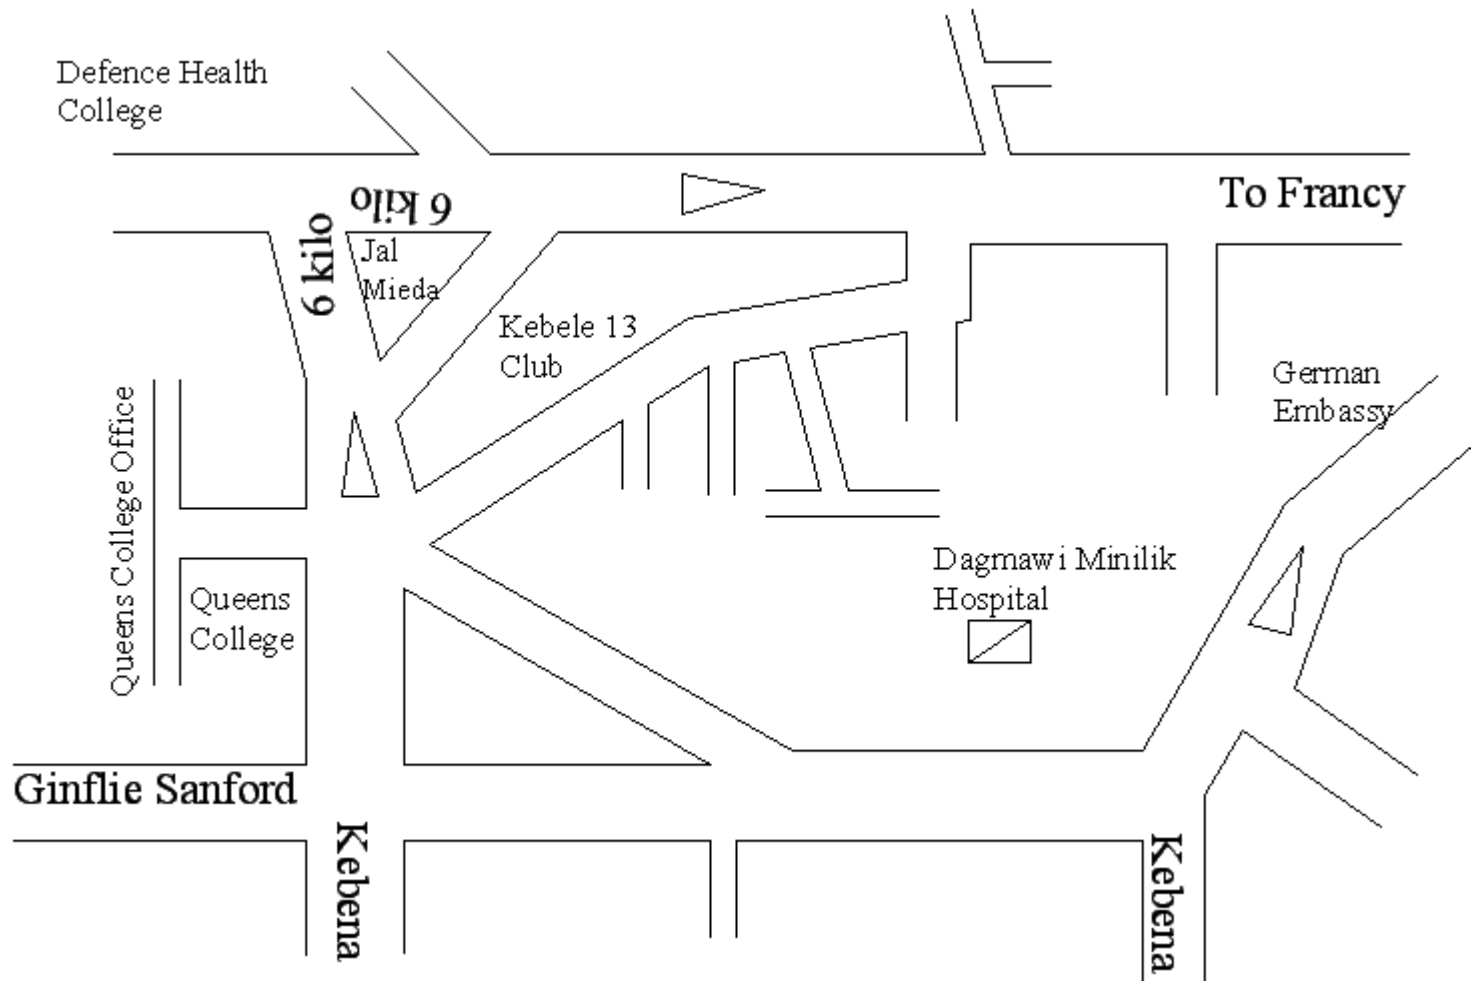 Defence Health
College
6 kilo
To Francy
6 kilo
Jal
Mieda
Kebele 13
Club
German
Embassy
Queens College Office
Dagmawi Minilik
Hospital
Queens
College
Ginflie Sanford
Kebena
Kebena